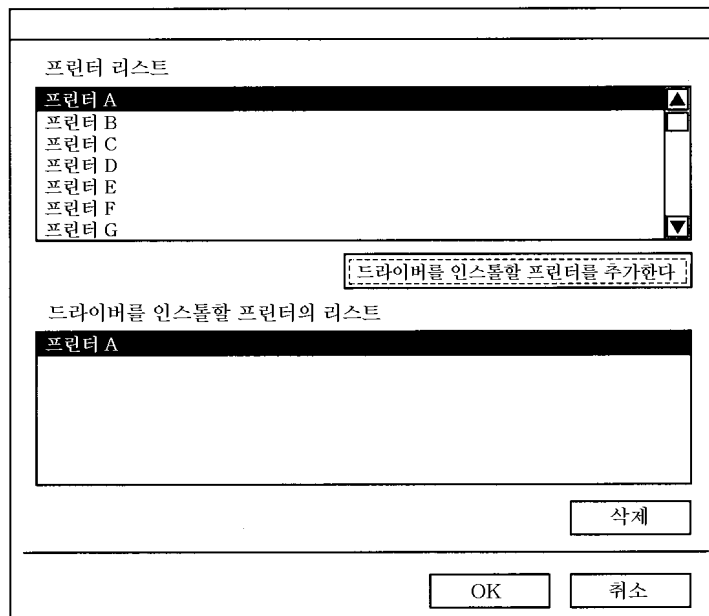 프린터 리스트
프린터 A
프린터 B
프린터 C
프린터 D
프린터 E
프린터 F
프린터 G
드라이버를 인스톨할 프린터를 추가한다
드라이버를 인스톨할 프린터의 리스트
프린터 A
삭제
OK 취소